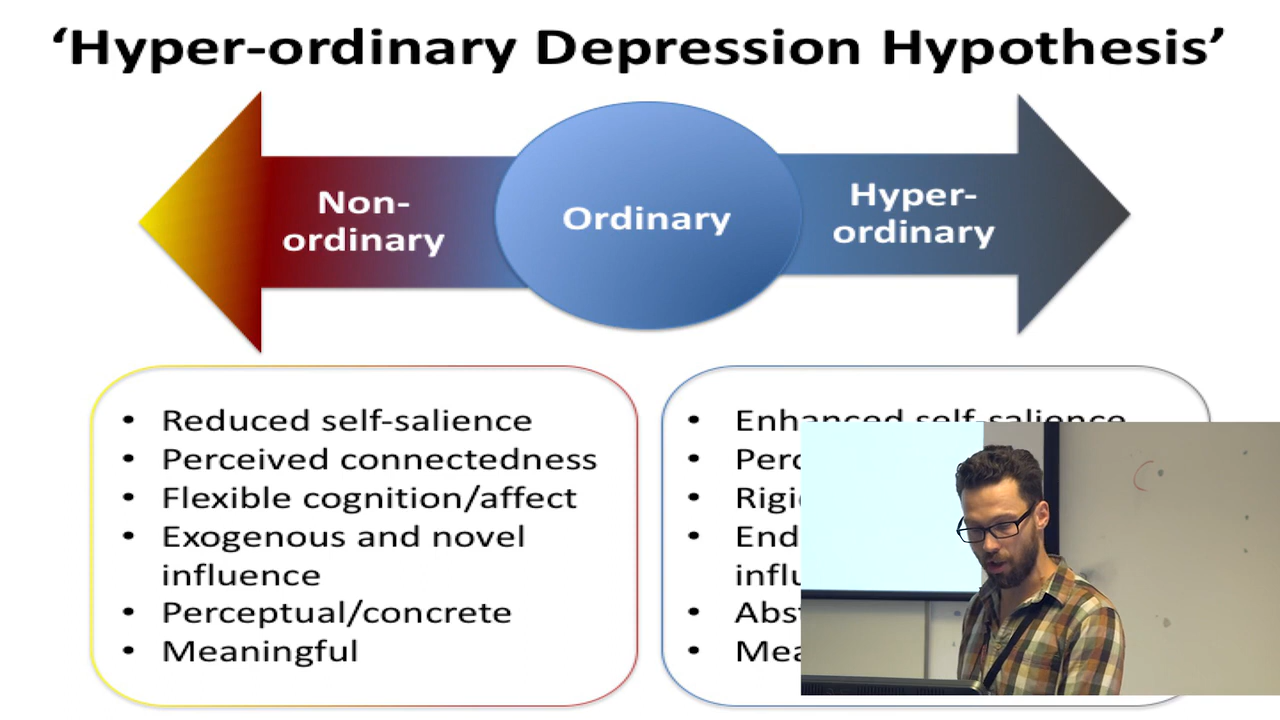 ‘Hyper-ordinary Depression Hypothesis’
Non-
ordinary
Ordinary
Hyper-
ordinary
• Reduced self-salience
• Perceived connectedness
• Flexible cognition/affect
• Exogenous and novel
influence
• Perceptual/concrete
• Meaningful
• Enhanced self-salience